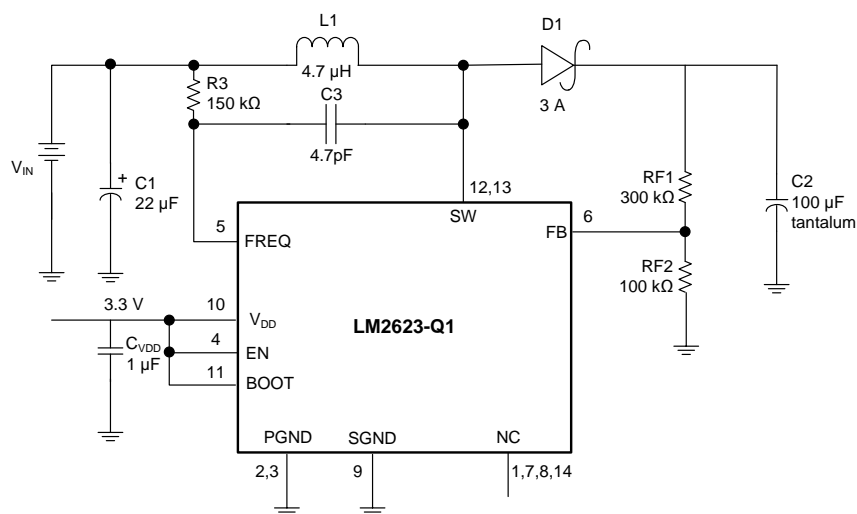 L1
4.7 µH
D1
3 A
R3
150 kΩ
C3
4.7pF
V_IN
+
C1
22 µF
12,13
SW
RF1
300 kΩ
C2
100 µF
tantalum
5
FREQ
6
FB
RF2
100 kΩ
3.3 V
10
V_DD
LM2623-Q1
C_VDD
1 µF
4
EN
11
BOOT
PGND
SGND
NC
2,3
9
1,7,8,14